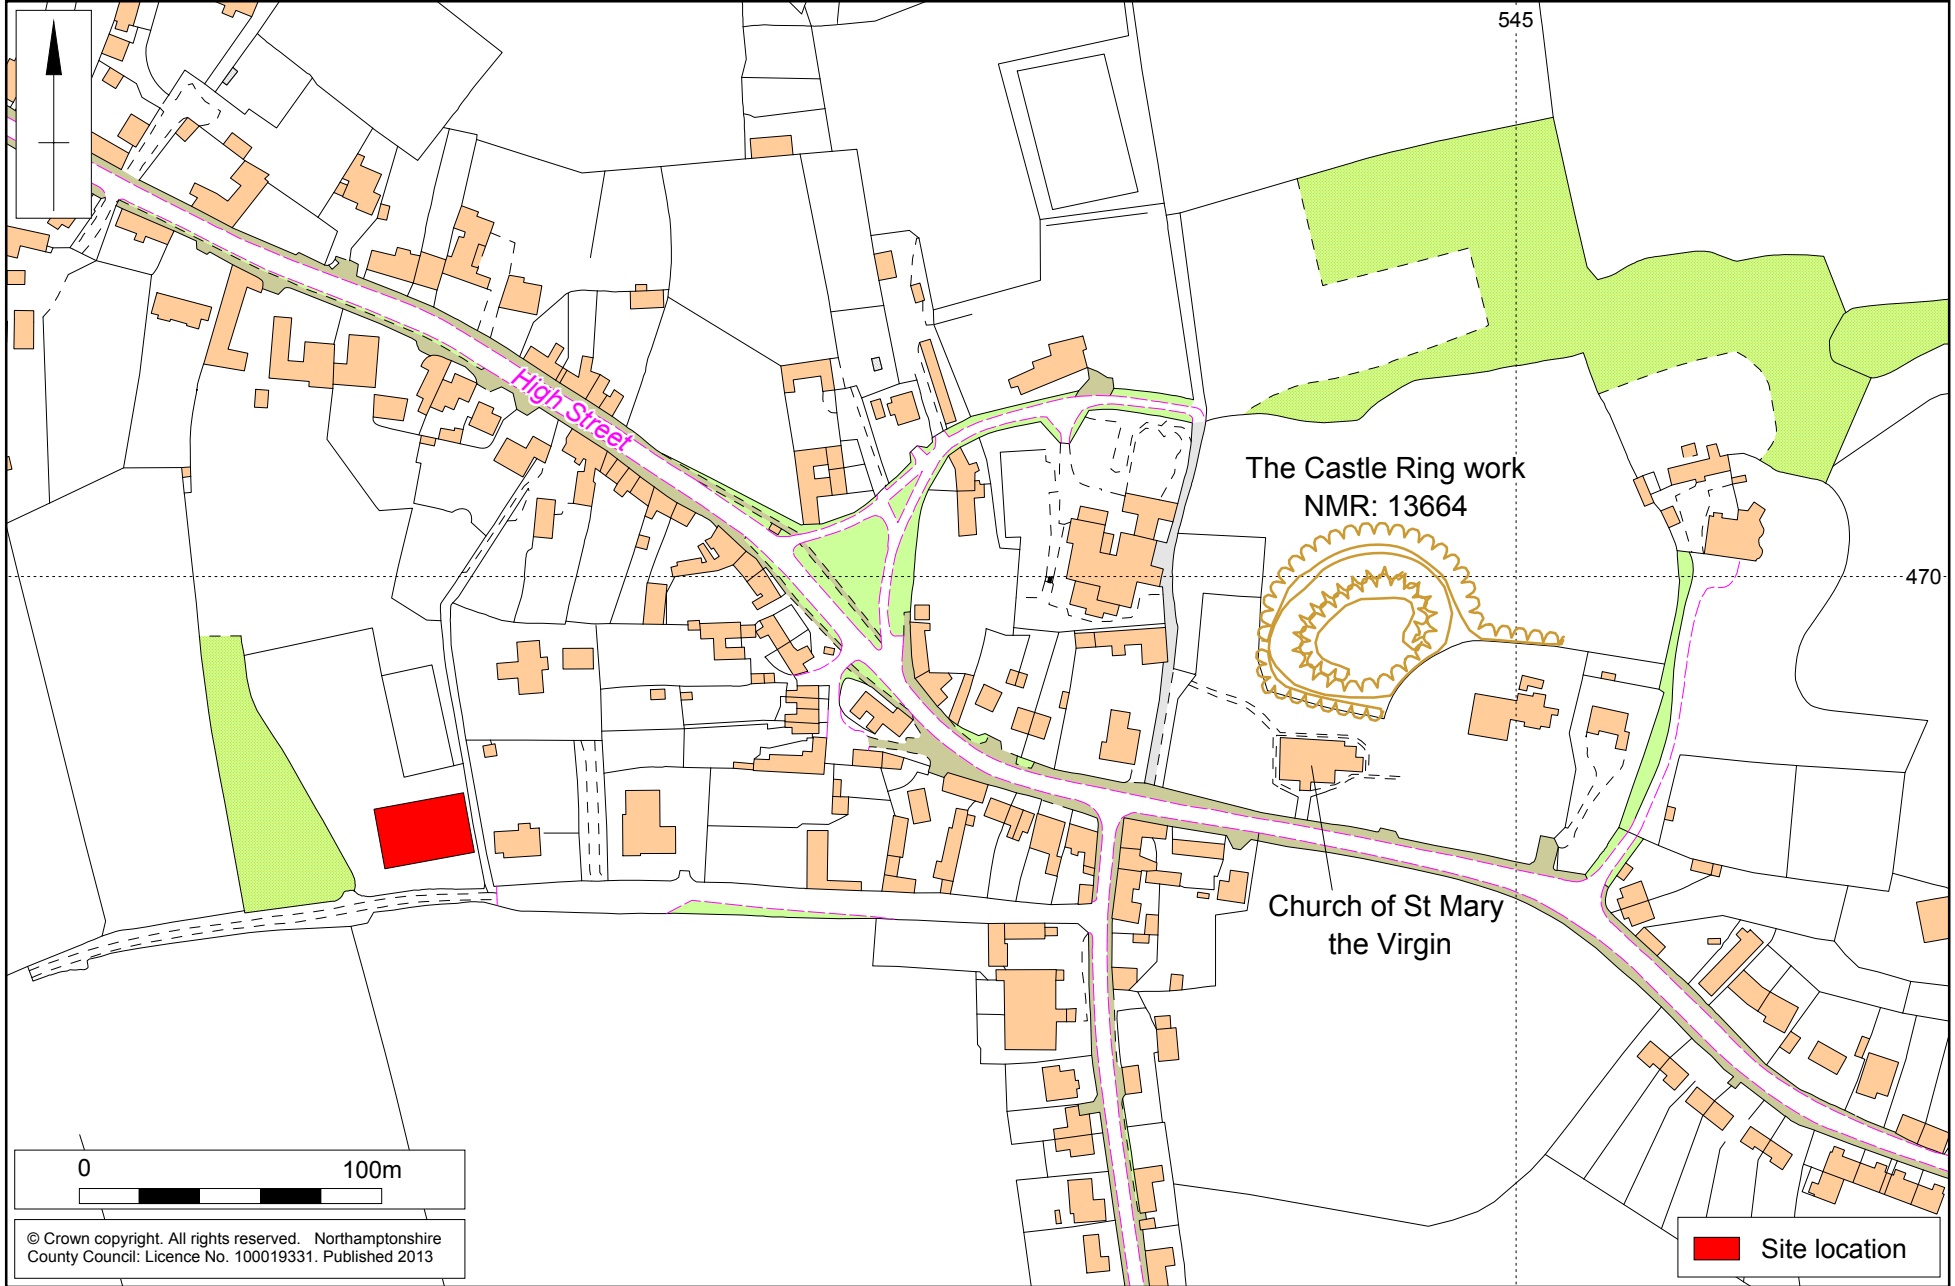 545
High Street
The Castle Ring work
NMR: 13664
470
Church of St Mary
the Virgin
0 100m
© Crown copyright. All rights reserved. Northamptonshire
County Council: Licence No. 100019331. Published 2013
Site location